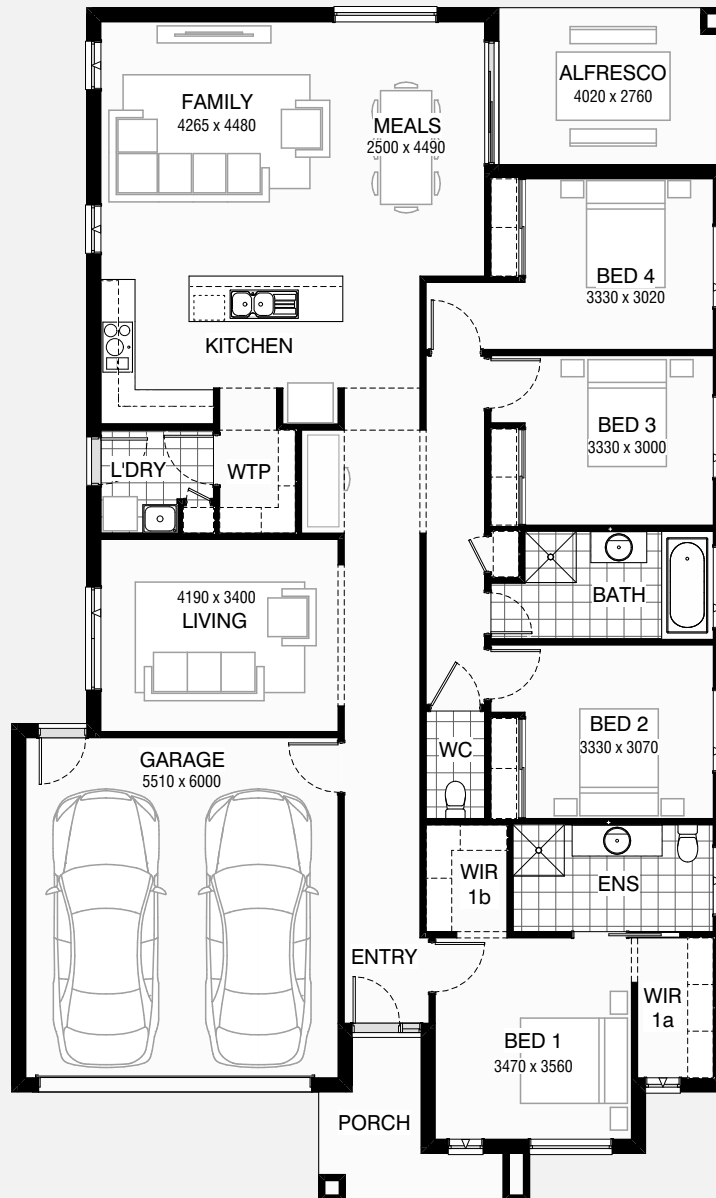 FAMILY
4265 x 4480
MEALS
2500 x 4490
ALFRESCO
4020 x 2760
BED 4
3330 x 3020
KITCHEN
BED 3
3330 x 3000
L'DRY
WTP
BATH
4190 x 3400
LIVING
BED 2
3330 x 3070
WC
GARAGE
5510 x 6000
WIR
1b
ENS
ENTRY
WIR
1a
BED 1
3470 x 3560
PORCH